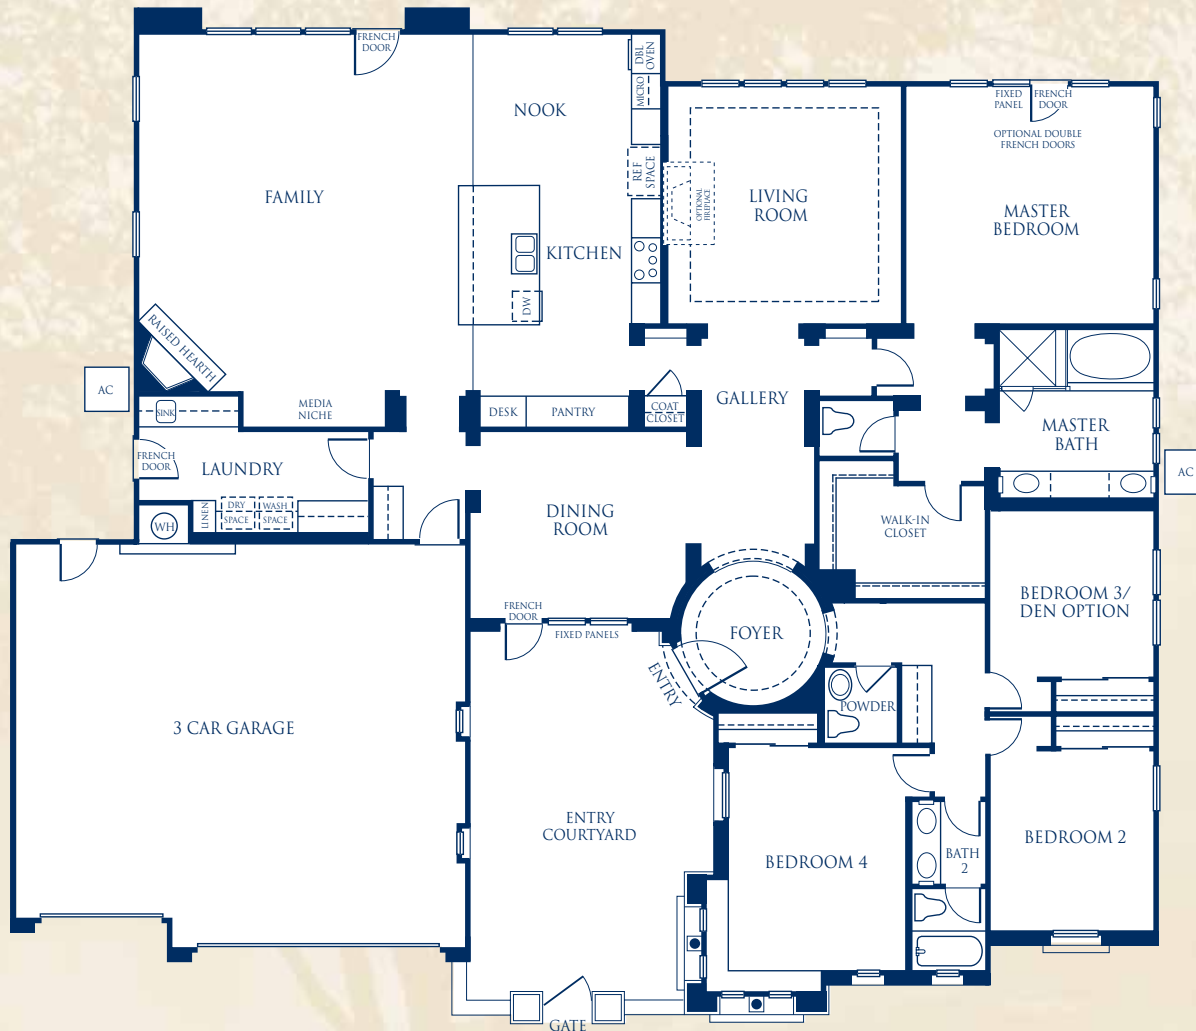 FRENCH
DOOR
NOOK
DBL
OVEN
MICRO
REF
SPACE
FAMILY
KITCHEN
DW
OPTIONAL
FIREPLACE
LIVING
ROOM
FIXED
PANEL
FRENCH
DOOR
OPTIONAL DOUBLE
FRENCH DOORS
MASTER
BEDROOM
RAISED HEARTH
AC
SINK
MEDIA
NICHE
DESK
PANTRY
COAT
CLOSET
GALLERY
MASTER
BATH
AC
FRENCH
DOOR
LAUNDRY
LINEN
DRY
SPACE
WASH
SPACE
WH
DINING
ROOM
WALK-IN
CLOSET
BEDROOM 3/
DEN OPTION
FRENCH
DOOR
FIXED PANELS
FOYER
ENTRY
POWDER
3 CAR GARAGE
ENTRY
COURTYARD
BEDROOM 4
BATH
2
BEDROOM 2
GATE